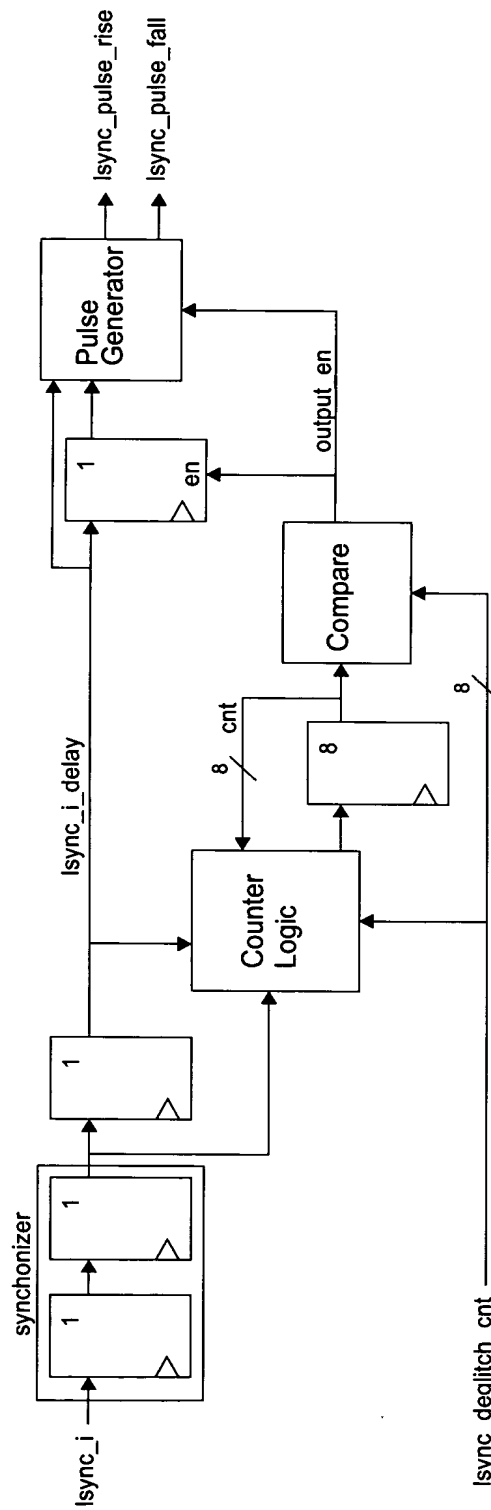 lsync_i
synchonizer
1
1
1
lsync_i_delay
Counter
Logic
8
cnt
8
Compare
output_en
1
en
Pulse
Generator
lsync_pulse_rise
lsync_pulse_fall
lsync_deglitch_cnt
8